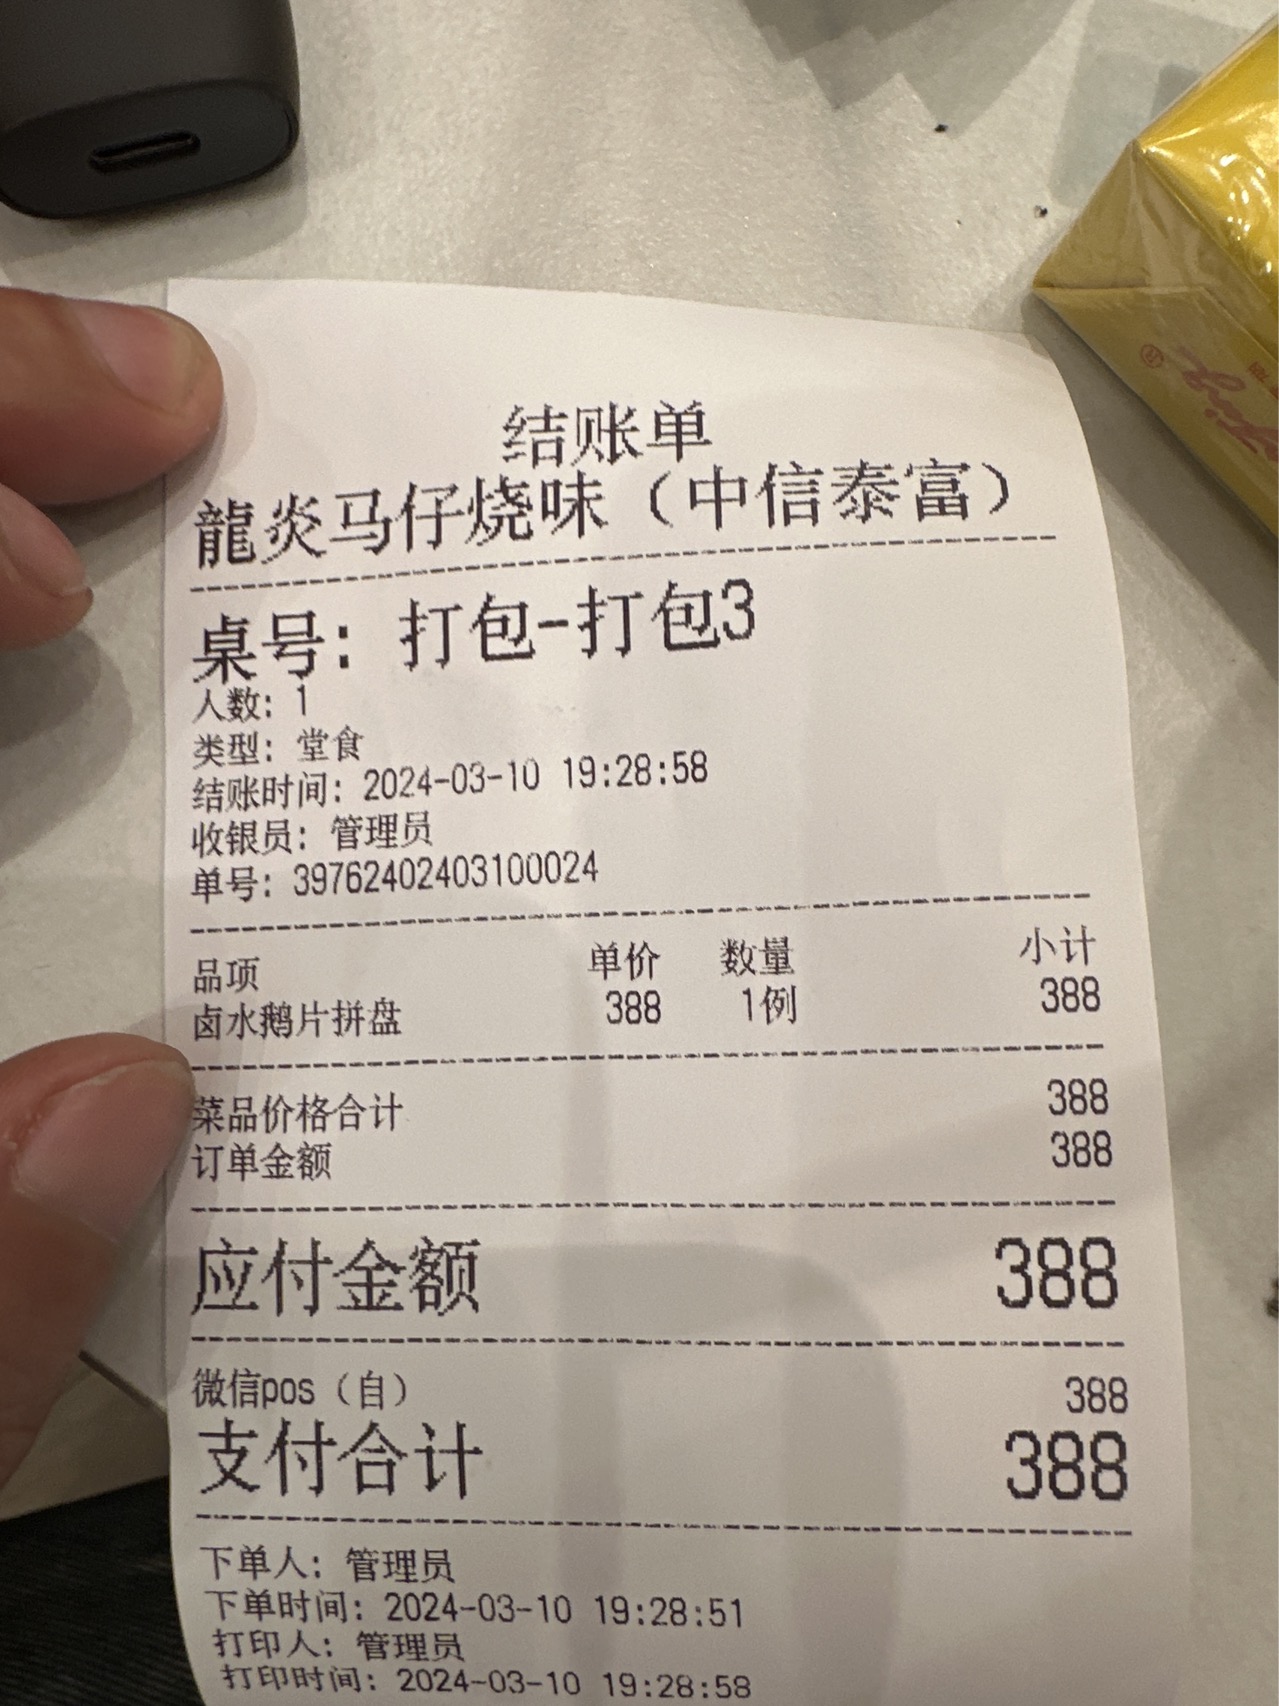 结账单
龍炎马仔烧味（中信泰富）
桌号：打包-打包3
人数：1
类型：堂食
结账时间：2024-03-10 19:28:58
收银员：管理员
单号：39762402403100024
品项 单价 数量 小计
卤水鹅片拼盘 388 1例 388
菜品价格合计 388
订单金额 388
应付金额 388
微信pos（自） 388
支付合计 388
下单人：管理员
下单时间：2024-03-10 19:28:51
打印人：管理员
打印时间：2024-03-10 19:28:58